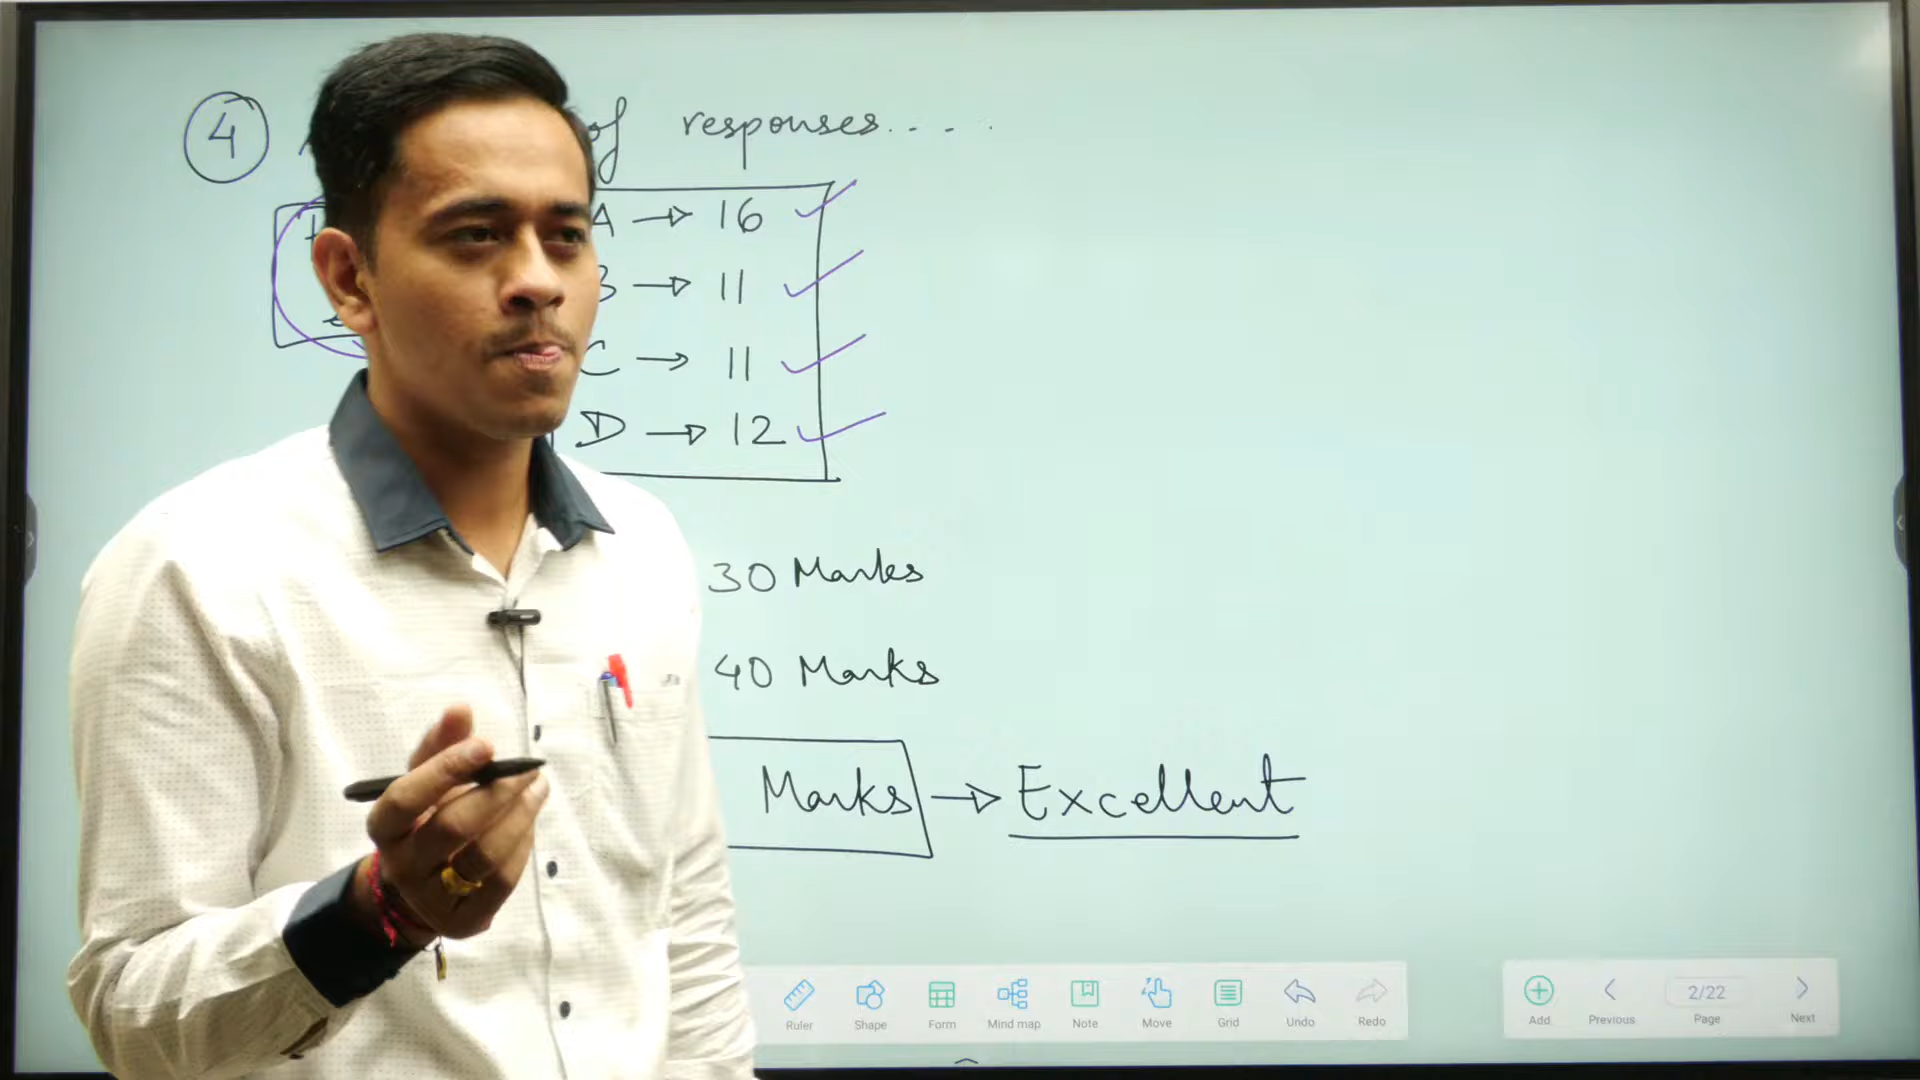 4 of responses.... .
A → 16 ✓
B → 11 ✓
C → 11 ✓
D → 12 ✓
30 Marks
40 Marks
Marks → Excellent
Ruler Shape Form Mind map Note Move Grid Undo Redo Add Previous 2/22 Page Next